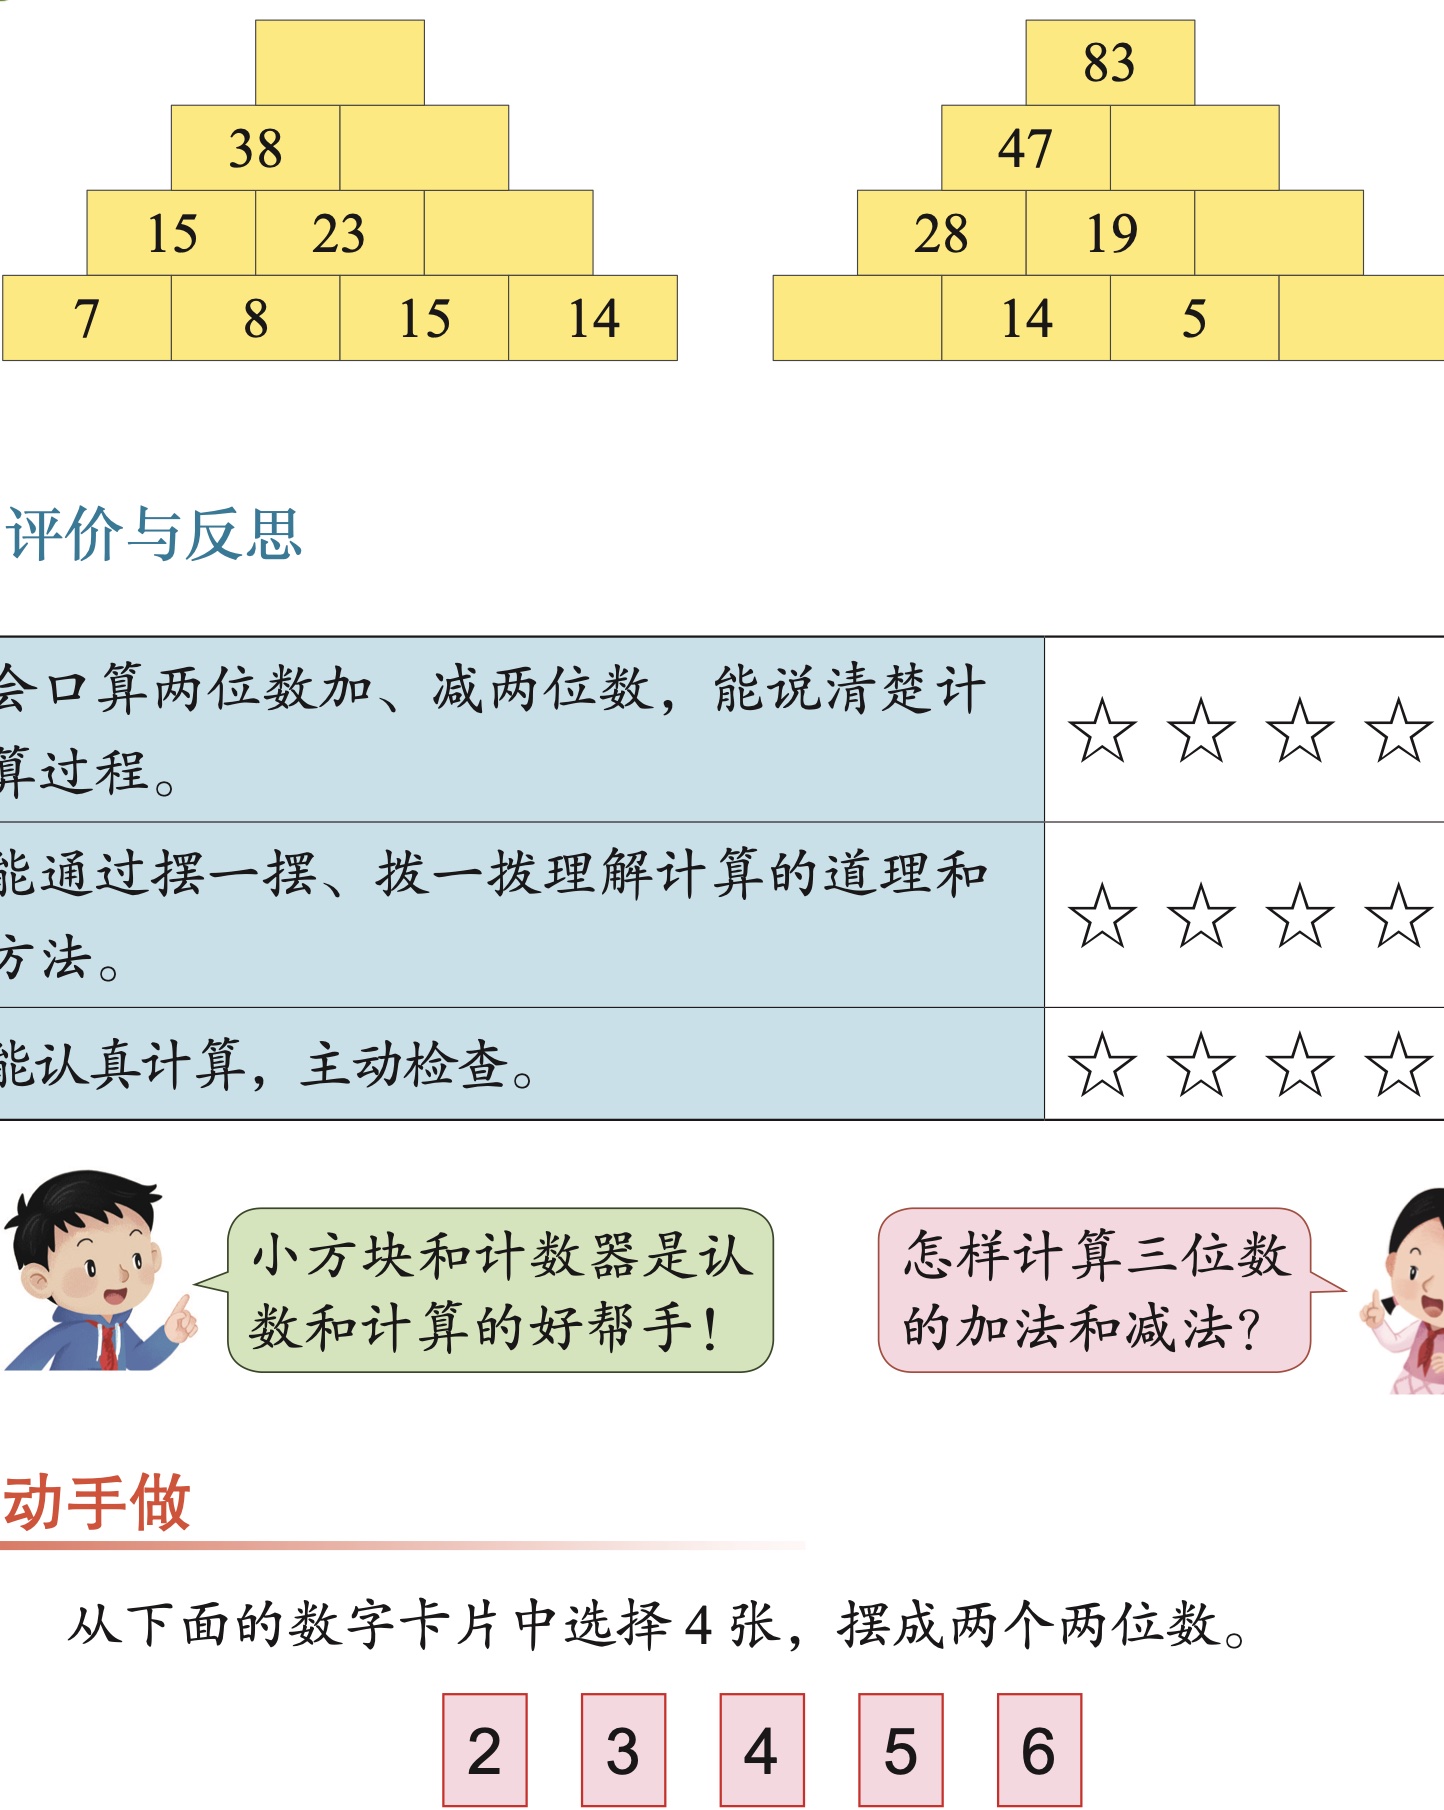 83
38
47
15 23
28 19
7 8 15 14
14 5
评价与反思
会口算两位数加、减两位数，能说清楚计
算过程。
☆ ☆ ☆ ☆
能通过摆一摆、拨一拨理解计算的道理和
方法。
☆ ☆ ☆ ☆
能认真计算，主动检查。
☆ ☆ ☆ ☆
小方块和计数器是认
数和计算的好帮手！
怎样计算三位数
的加法和减法？
动手做
从下面的数字卡片中选择 4 张，摆成两个两位数。
2 3 4 5 6